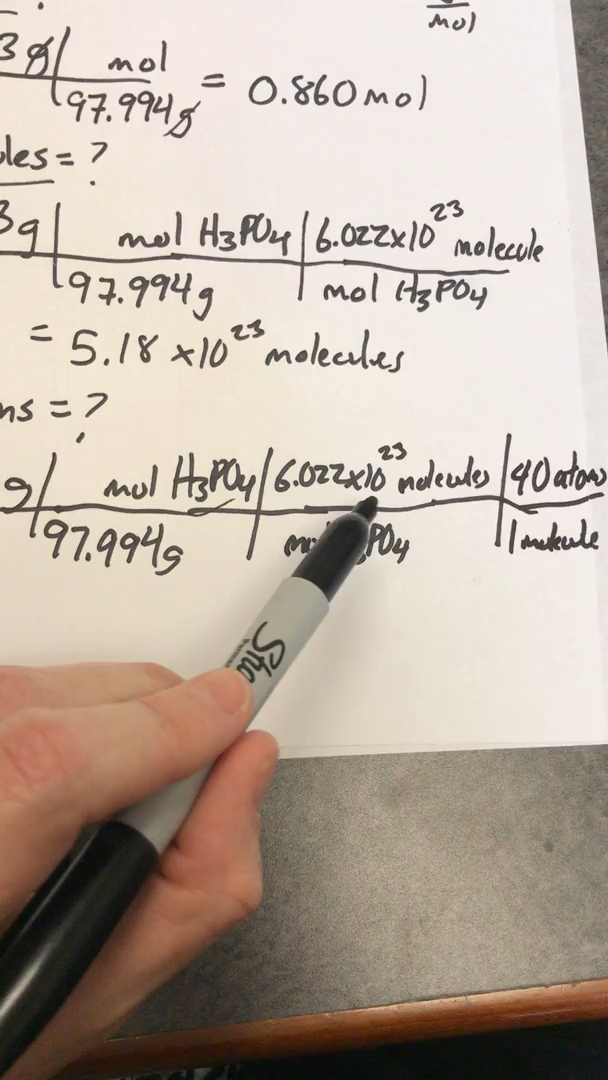 mol
3g mol = 0.860 mol
97.994g
les = ?
3g mol H3PO4 6.022x10^23 molecule
97.994g mol H3PO4
= 5.18 x10^23 molecules
ns = ?
g mol H3PO4 6.022x10^23 molecules 40 atoms
97.994g PO4 1 molecule
Sha